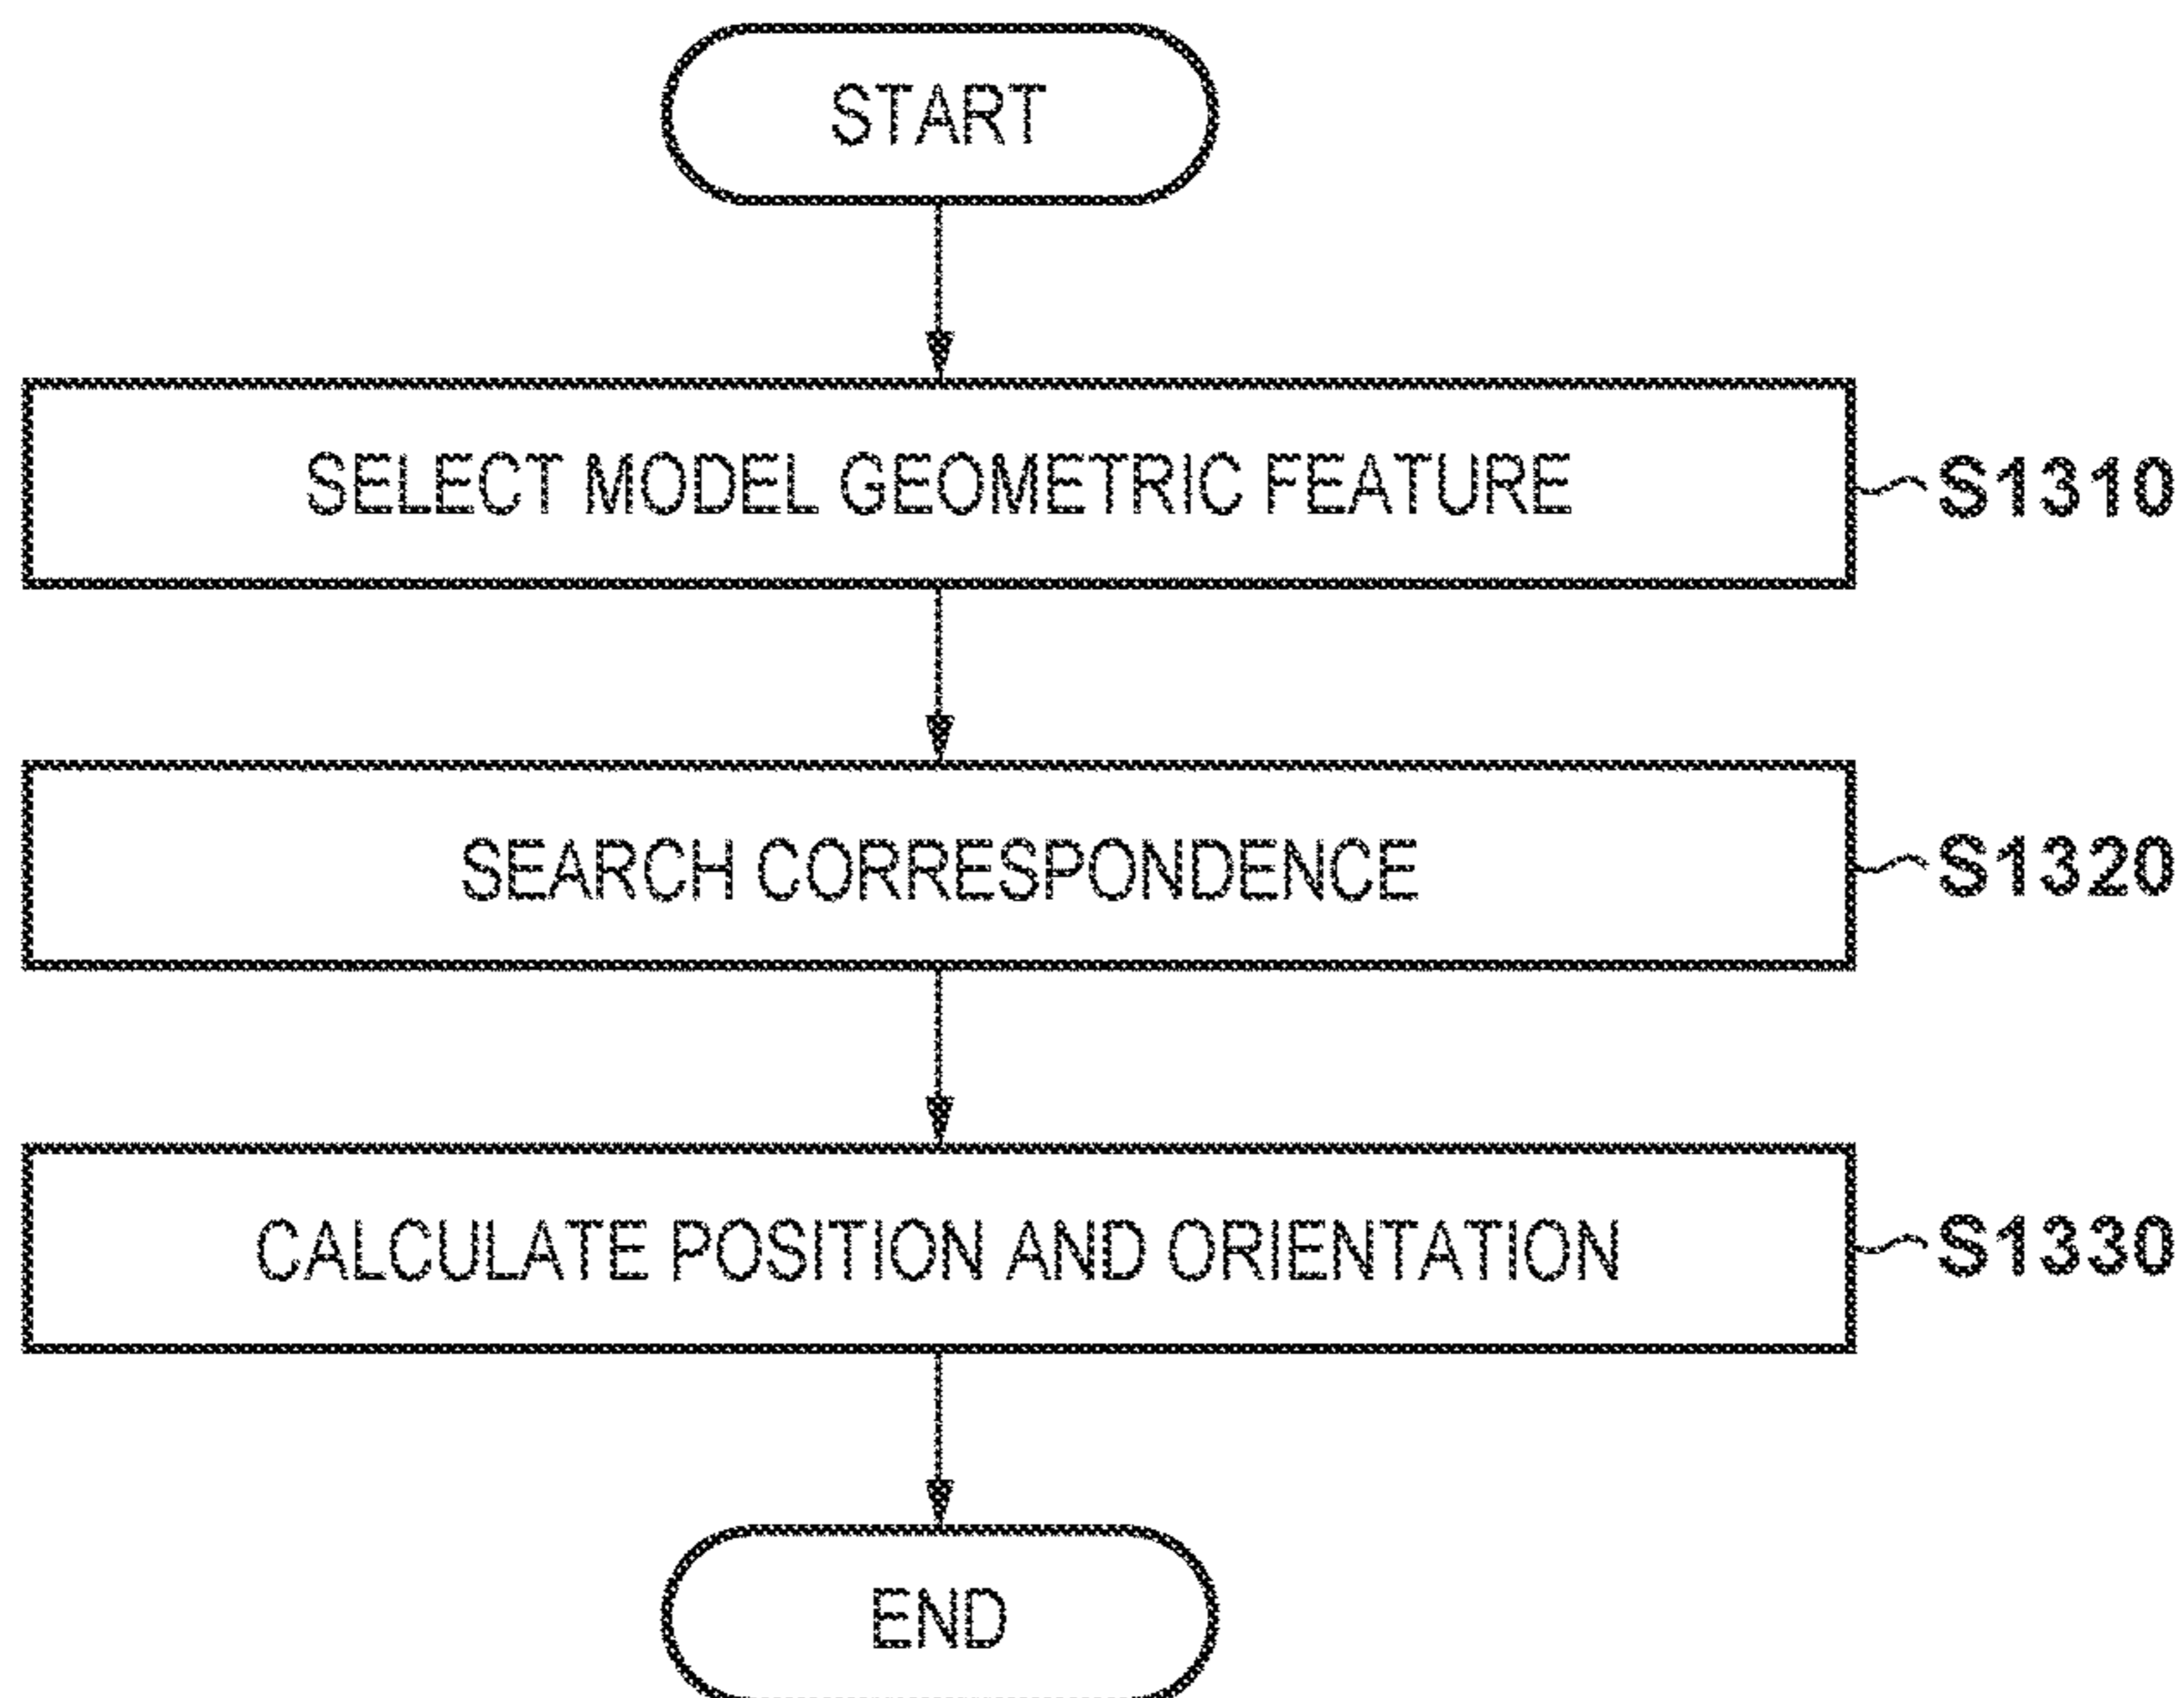 START
SELECT MODEL GEOMETRIC FEATURE
S1310
SEARCH CORRESPONDENCE
S1320
CALCULATE POSITION AND ORIENTATION
S1330
END